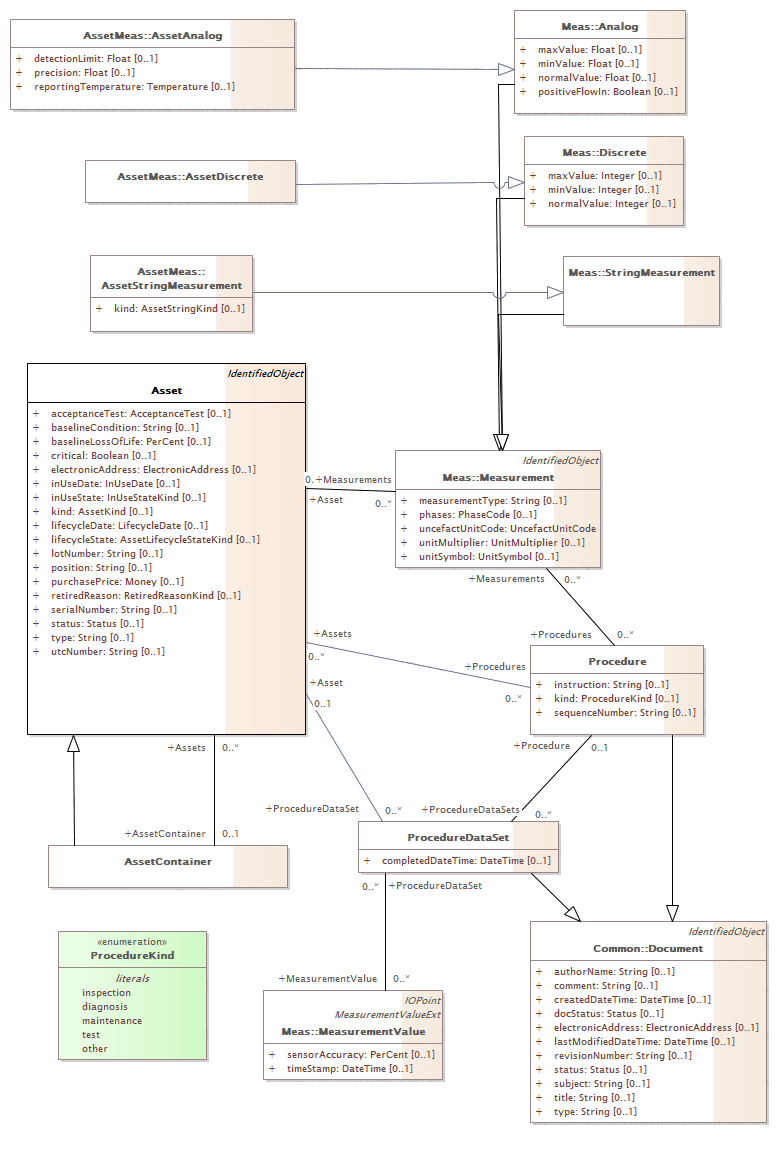 AssetMeas::AssetAnalog
+ detectionLimit: Float [0..1]
+ precision: Float [0..1]
+ reportingTemperature: Temperature [0..1]
Meas::Analog
+ maxValue: Float [0..1]
+ minValue: Float [0..1]
+ normalValue: Float [0..1]
+ positiveFlowIn: Boolean [0..1]
AssetMeas::AssetDiscrete
Meas::Discrete
+ maxValue: Integer [0..1]
+ minValue: Integer [0..1]
+ normalValue: Integer [0..1]
AssetMeas::
AssetStringMeasurement
+ kind: AssetStringKind [0..1]
Meas::StringMeasurement
IdentifiedObject
Asset
+ acceptanceTest: AcceptanceTest [0..1]
+ baselineCondition: String [0..1]
+ baselineLossOfLife: PerCent [0..1]
+ critical: Boolean [0..1]
+ electronicAddress: ElectronicAddress [0..1]
+ inUseDate: InUseDate [0..1]
+ inUseState: InUseStateKind [0..1]
+ kind: AssetKind [0..1]
+ lifecycleDate: LifecycleDate [0..1]
+ lifecycleState: AssetLifecycleStateKind [0..1]
+ lotNumber: String [0..1]
+ position: String [0..1]
+ purchasePrice: Money [0..1]
+ retiredReason: RetiredReasonKind [0..1]
+ serialNumber: String [0..1]
+ status: Status [0..1]
+ type: String [0..1]
+ utcNumber: String [0..1]
0..
+Measurements
+Asset
0..*
IdentifiedObject
Meas::Measurement
+ measurementType: String [0..1]
+ phases: PhaseCode [0..1]
+ uncefactUnitCode: UncefactUnitCode
+ unitMultiplier: UnitMultiplier [0..1]
+ unitSymbol: UnitSymbol [0..1]
+Measurements
0..*
+Procedures
0..*
+Assets
0..*
+Procedures
0..*
+Asset
0..1
Procedure
+ instruction: String [0..1]
+ kind: ProcedureKind [0..1]
+ sequenceNumber: String [0..1]
+Procedure
0..1
+Assets
0..*
+AssetContainer
0..1
AssetContainer
+ProcedureDataSet
0..*
+ProcedureDataSets
0..*
ProcedureDataSet
+ completedDateTime: DateTime [0..1]
0..*
+ProcedureDataSet
+MeasurementValue
0..*
«enumeration»
ProcedureKind
literals
inspection
diagnosis
maintenance
test
other
IOPoint
MeasurementValueExt
Meas::MeasurementValue
+ sensorAccuracy: PerCent [0..1]
+ timeStamp: DateTime [0..1]
IdentifiedObject
Common::Document
+ authorName: String [0..1]
+ comment: String [0..1]
+ createdDateTime: DateTime [0..1]
+ docStatus: Status [0..1]
+ electronicAddress: ElectronicAddress [0..1]
+ lastModifiedDateTime: DateTime [0..1]
+ revisionNumber: String [0..1]
+ status: Status [0..1]
+ subject: String [0..1]
+ title: String [0..1]
+ type: String [0..1]